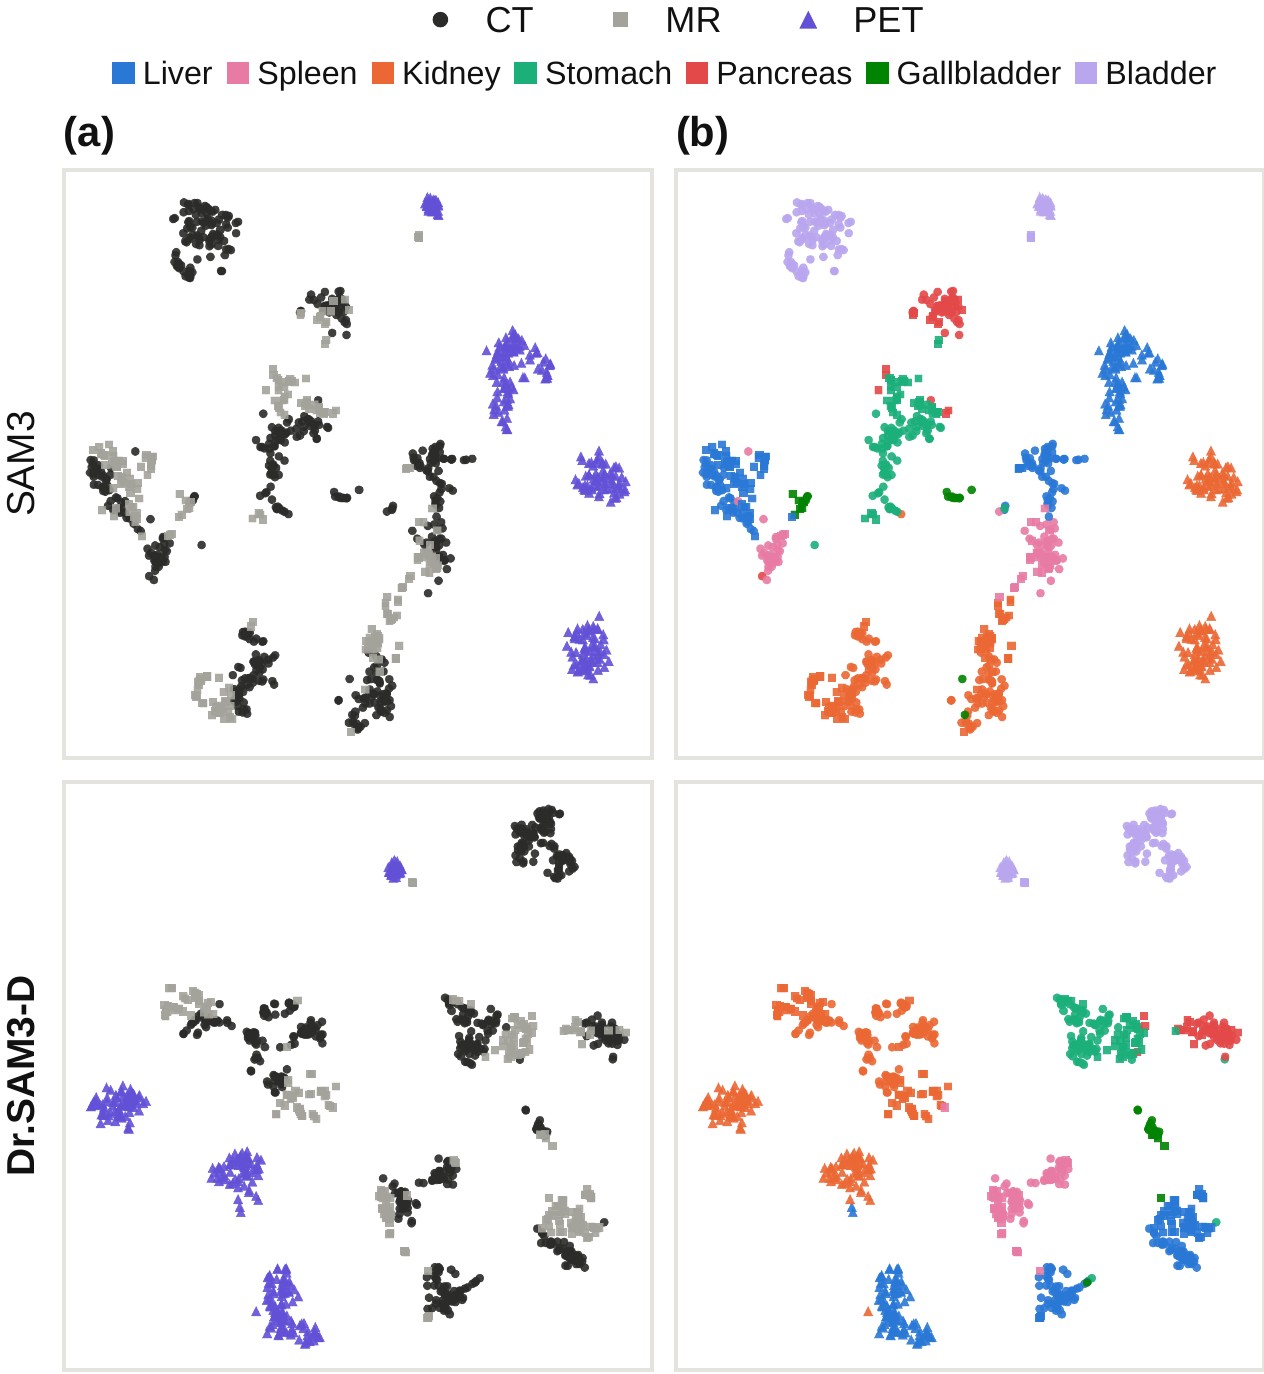 CT MR PET
Liver Spleen Kidney Stomach Pancreas Gallbladder Bladder
(a) (b)
SAM3
Dr.SAM3-D